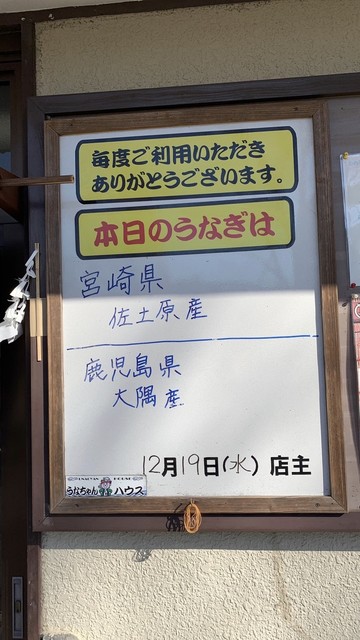 毎度ご利用いただき
ありがとうございます。
本日のうなぎは
宮崎県
佐土原産
鹿児島県
大隅産
12月19日(水) 店主
うなちゃん ハウス